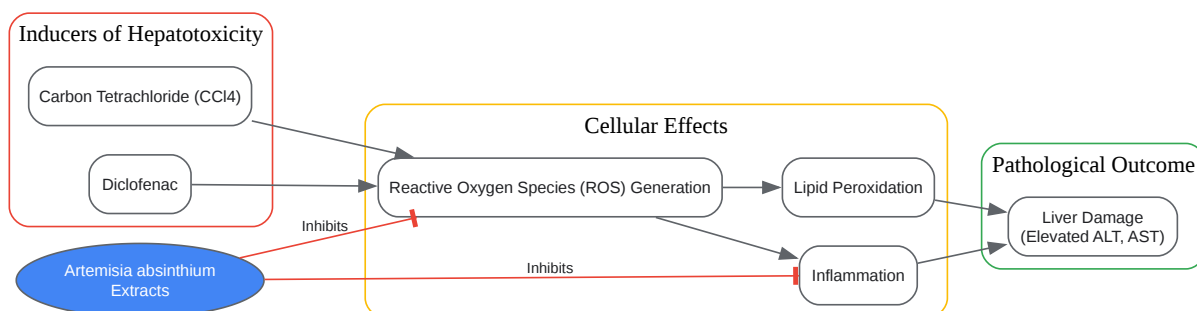 Inducers of Hepatotoxicity
Carbon Tetrachloride (CCl4)
Diclofenac
Artemisia absinthium
Extracts
Inhibits
Inhibits
Cellular Effects
Reactive Oxygen Species (ROS) Generation
Lipid Peroxidation
Inflammation
Pathological Outcome
Liver Damage
(Elevated ALT, AST)